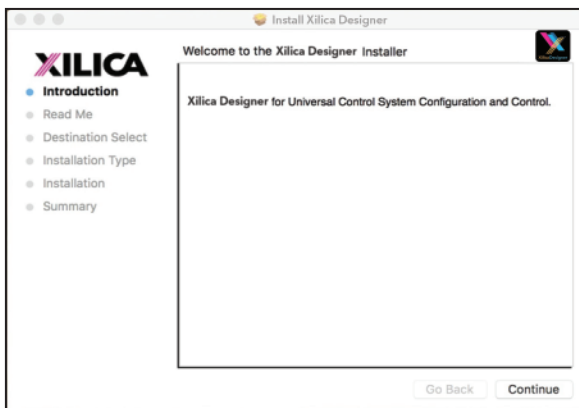 Install Xilica Designer
XILICA
Welcome to the Xilica Designer Installer
Introduction
Read Me
Destination Select
Installation Type
Installation
Summary
Xilica Designer for Universal Control System Configuration and Control.
Go Back
Continue